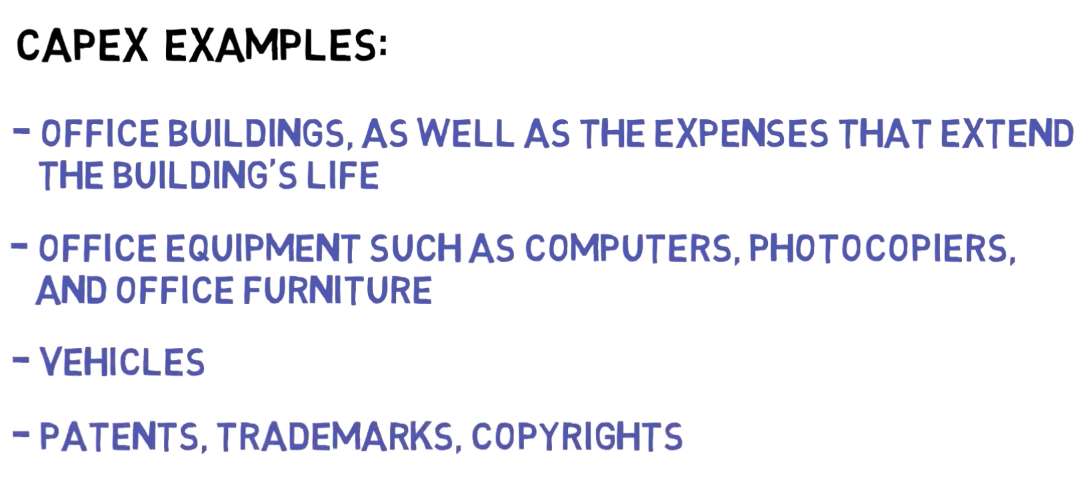 CAPEX EXAMPLES:
- OFFICE BUILDINGS, AS WELL AS THE EXPENSES THAT EXTEND
THE BUILDING'S LIFE
- OFFICE EQUIPMENT SUCH AS COMPUTERS, PHOTOCOPIERS,
AND OFFICE FURNITURE
- VEHICLES
- PATENTS, TRADEMARKS, COPYRIGHTS